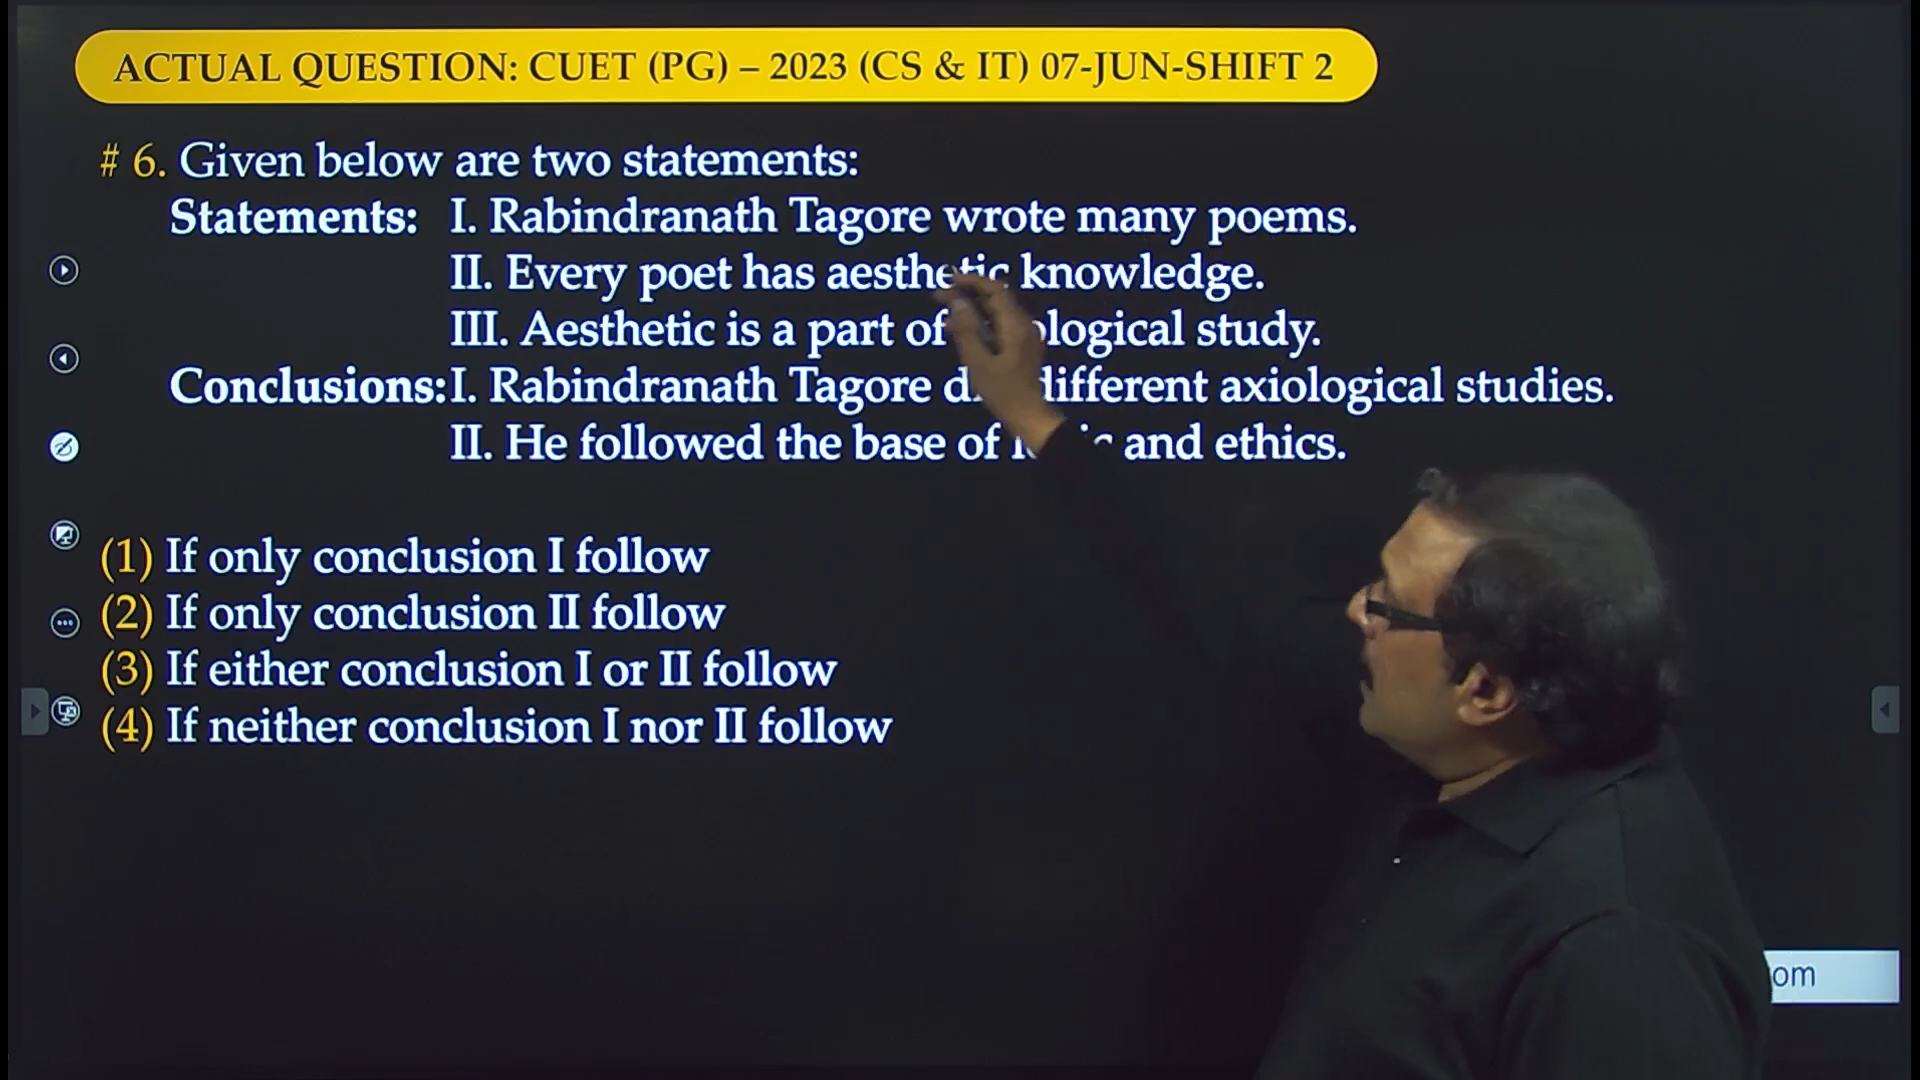 ACTUAL QUESTION: CUET (PG) – 2023 (CS & IT) 07-JUN-SHIFT 2
# 6. Given below are two statements:
Statements: I. Rabindranath Tagore wrote many poems.
II. Every poet has aesthetic knowledge.
III. Aesthetic is a part of study.
Conclusions: I. Rabindranath Tagore different axiological studies.
II. He followed the base of and ethics.
(1) If only conclusion I follow
(2) If only conclusion II follow
(3) If either conclusion I or II follow
(4) If neither conclusion I nor II follow
om